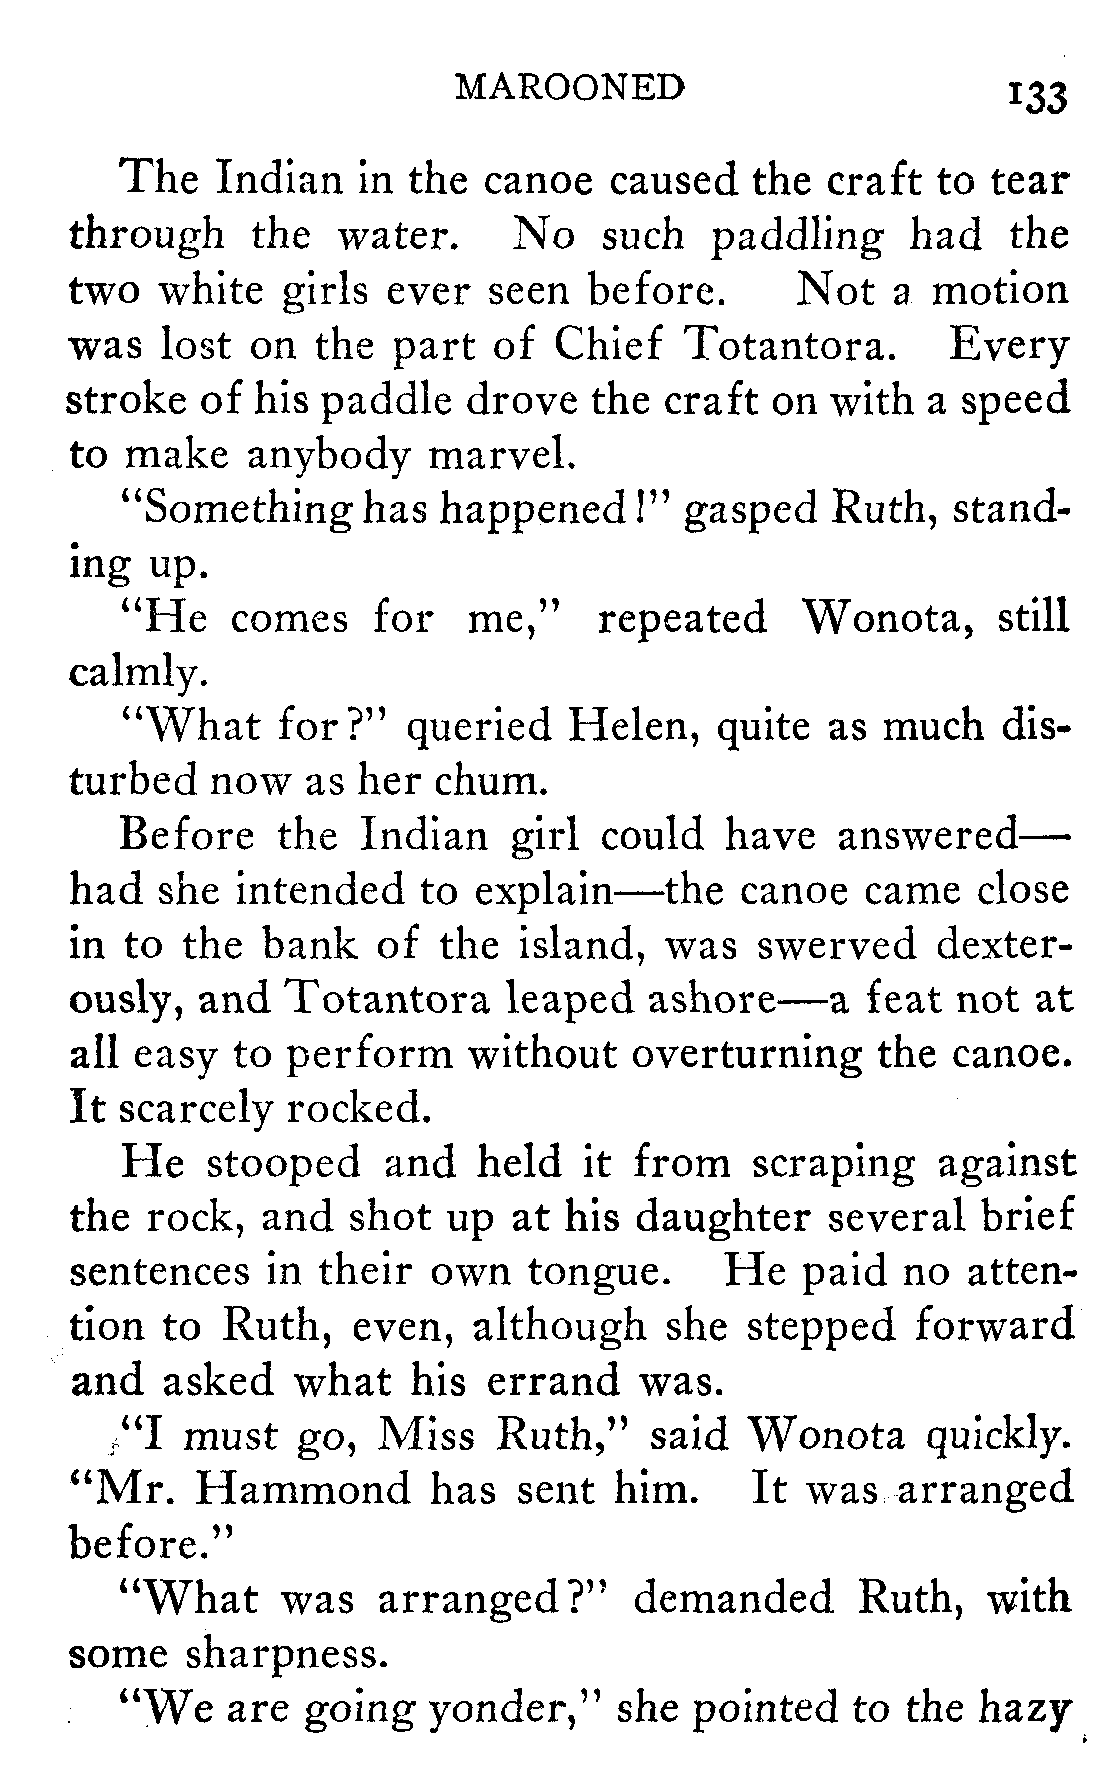 MAROONED 133
The Indian in the canoe caused the craft to tear
through the water. No such paddling had the
two white girls ever seen before. Not a motion
was lost on the part of Chief Totantora. Every
stroke of his paddle drove the craft on with a speed
to make anybody marvel.
"Something has happened!" gasped Ruth, stand-
ing up.
"He comes for me," repeated Wonota, still
calmly.
"What for?" queried Helen, quite as much dis-
turbed now as her chum.
Before the Indian girl could have answered—
had she intended to explain—the canoe came close
in to the bank of the island, was swerved dexter-
ously, and Totantora leaped ashore—a feat not at
all easy to perform without overturning the canoe.
It scarcely rocked.
He stooped and held it from scraping against
the rock, and shot up at his daughter several brief
sentences in their own tongue. He paid no atten-
tion to Ruth, even, although she stepped forward
and asked what his errand was.
"I must go, Miss Ruth," said Wonota quickly.
"Mr. Hammond has sent him. It was arranged
before."
"What was arranged?" demanded Ruth, with
some sharpness.
"We are going yonder," she pointed to the hazy